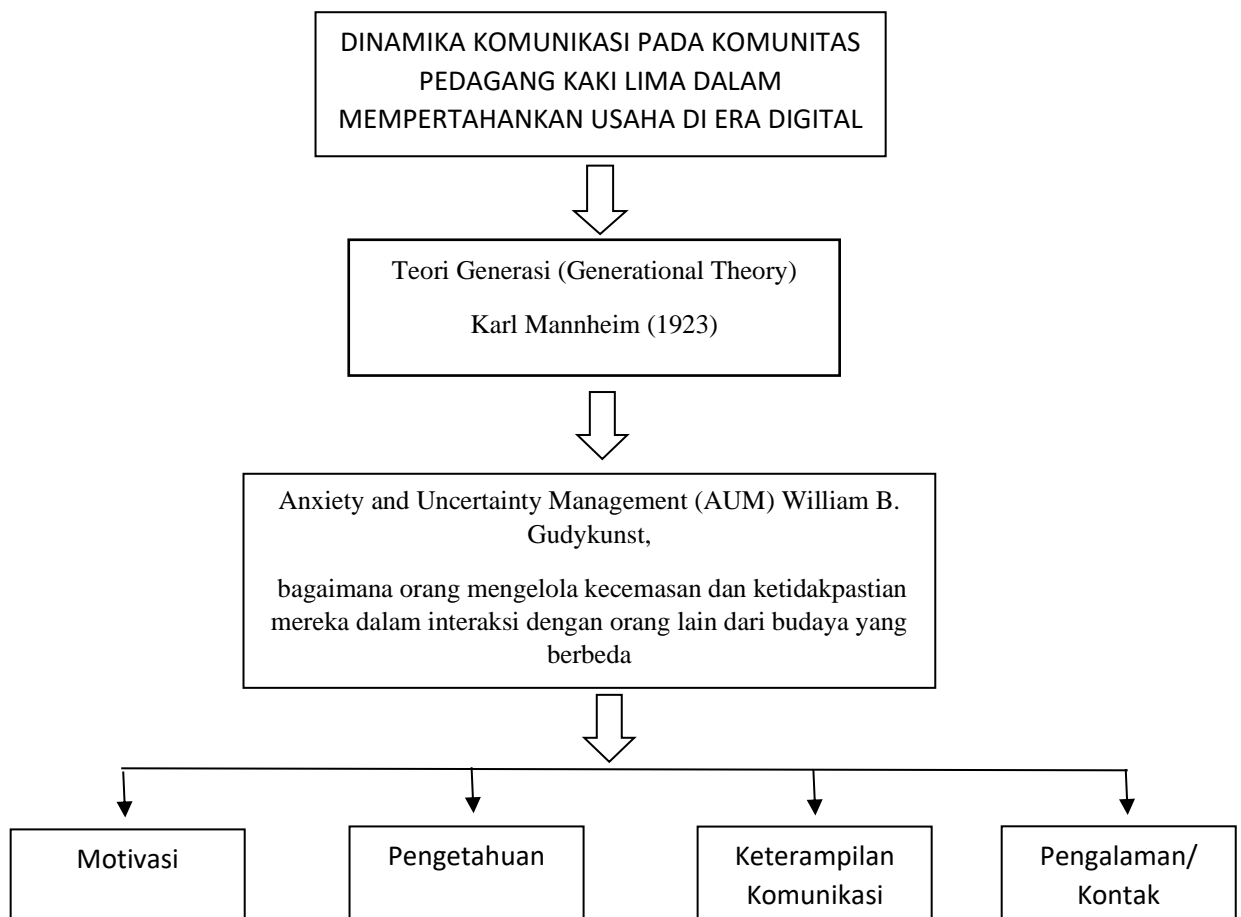 DINAMIKA KOMUNIKASI PADA KOMUNITAS
PEDAGANG KAKI LIMA DALAM
MEMPERTAHANKAN USAHA DI ERA DIGITAL
Teori Generasi (Generational Theory)
Karl Mannheim (1923)
Anxiety and Uncertainty Management (AUM) William B.
Gudykunst,
bagaimana orang mengelola kecemasan dan ketidakpastian
mereka dalam interaksi dengan orang lain dari budaya yang
berbeda
Motivasi
Pengetahuan
Keterampilan
Komunikasi
Pengalaman/
Kontak